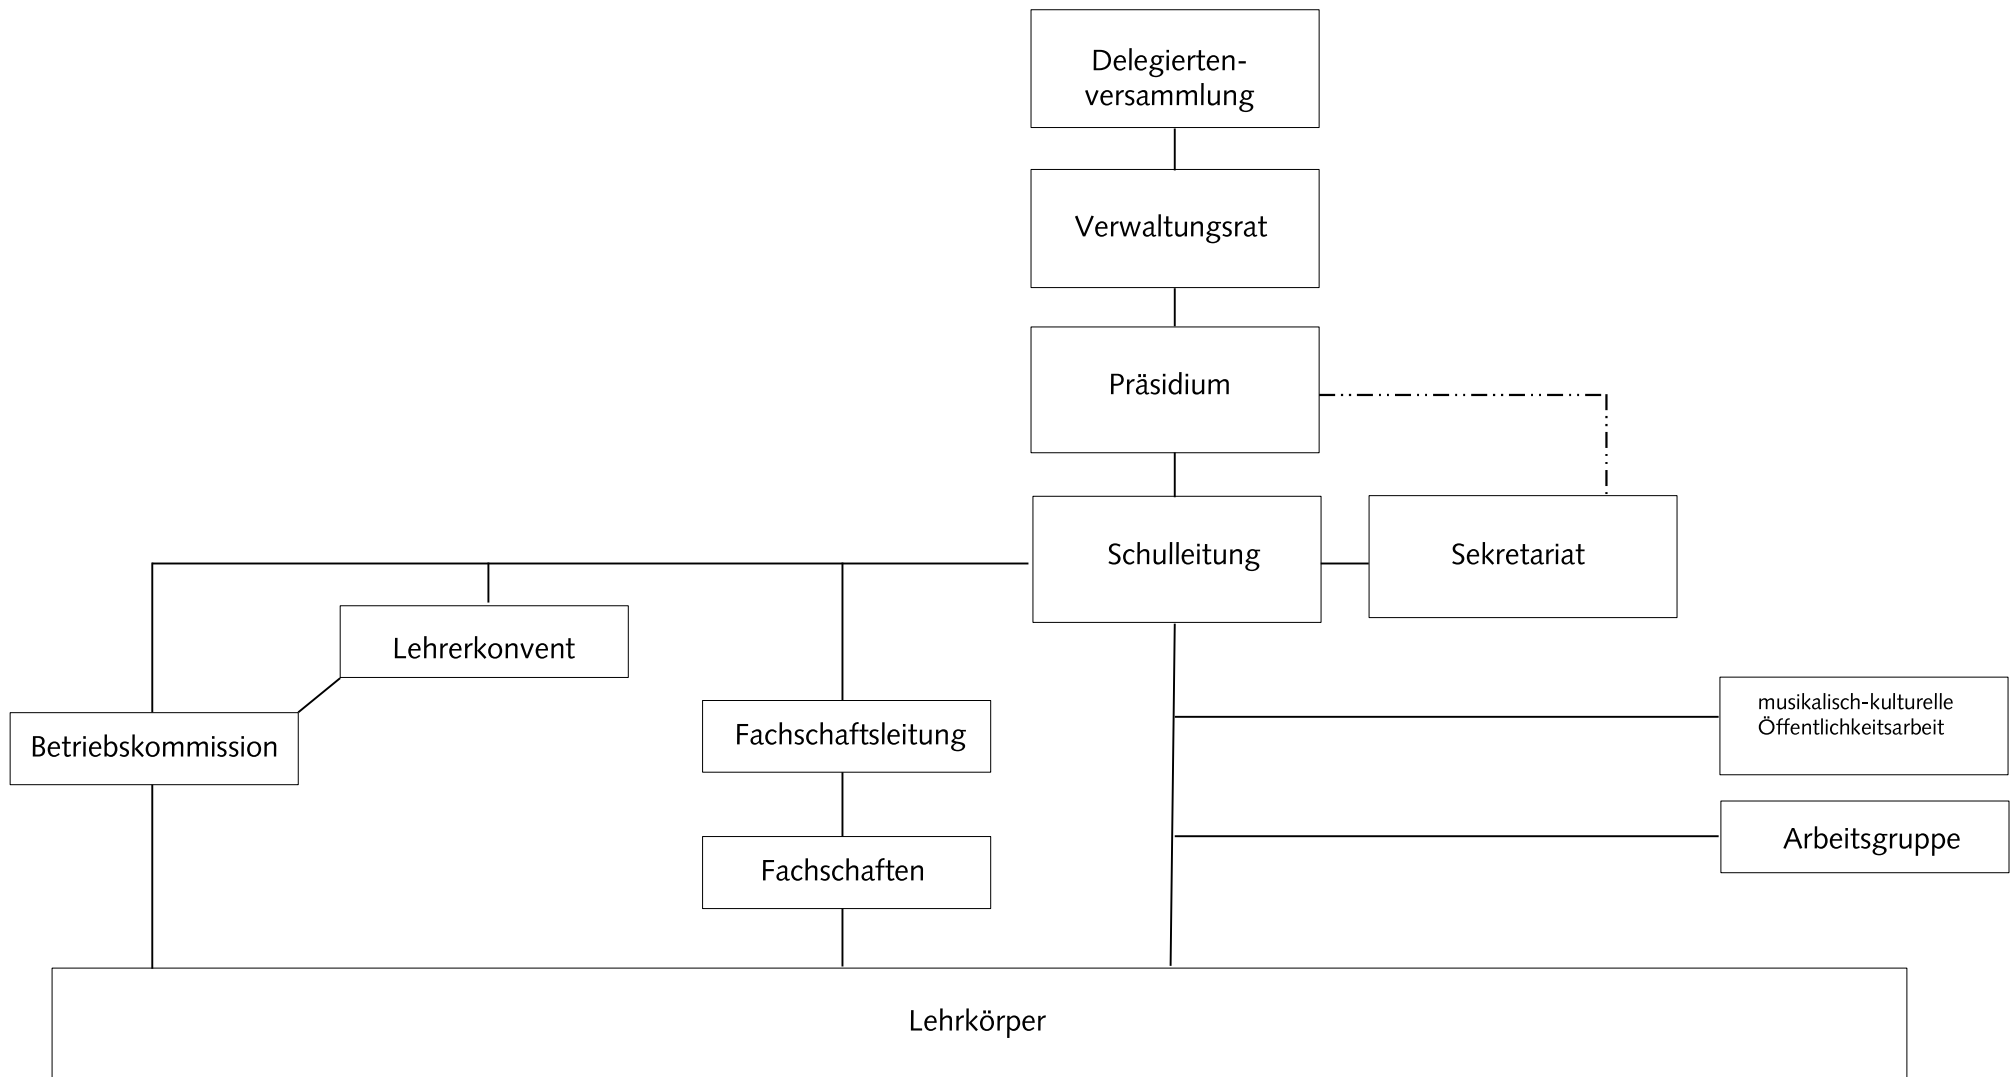 Delegierten-
versammlung
Verwaltungsrat
Präsidium
Schulleitung
Sekretariat
Lehrerkonvent
Betriebskommission
Fachschaftsleitung
musikalisch-kulturelle
Öffentlichkeitsarbeit
Arbeitsgruppe
Fachschaften
Lehrkörper